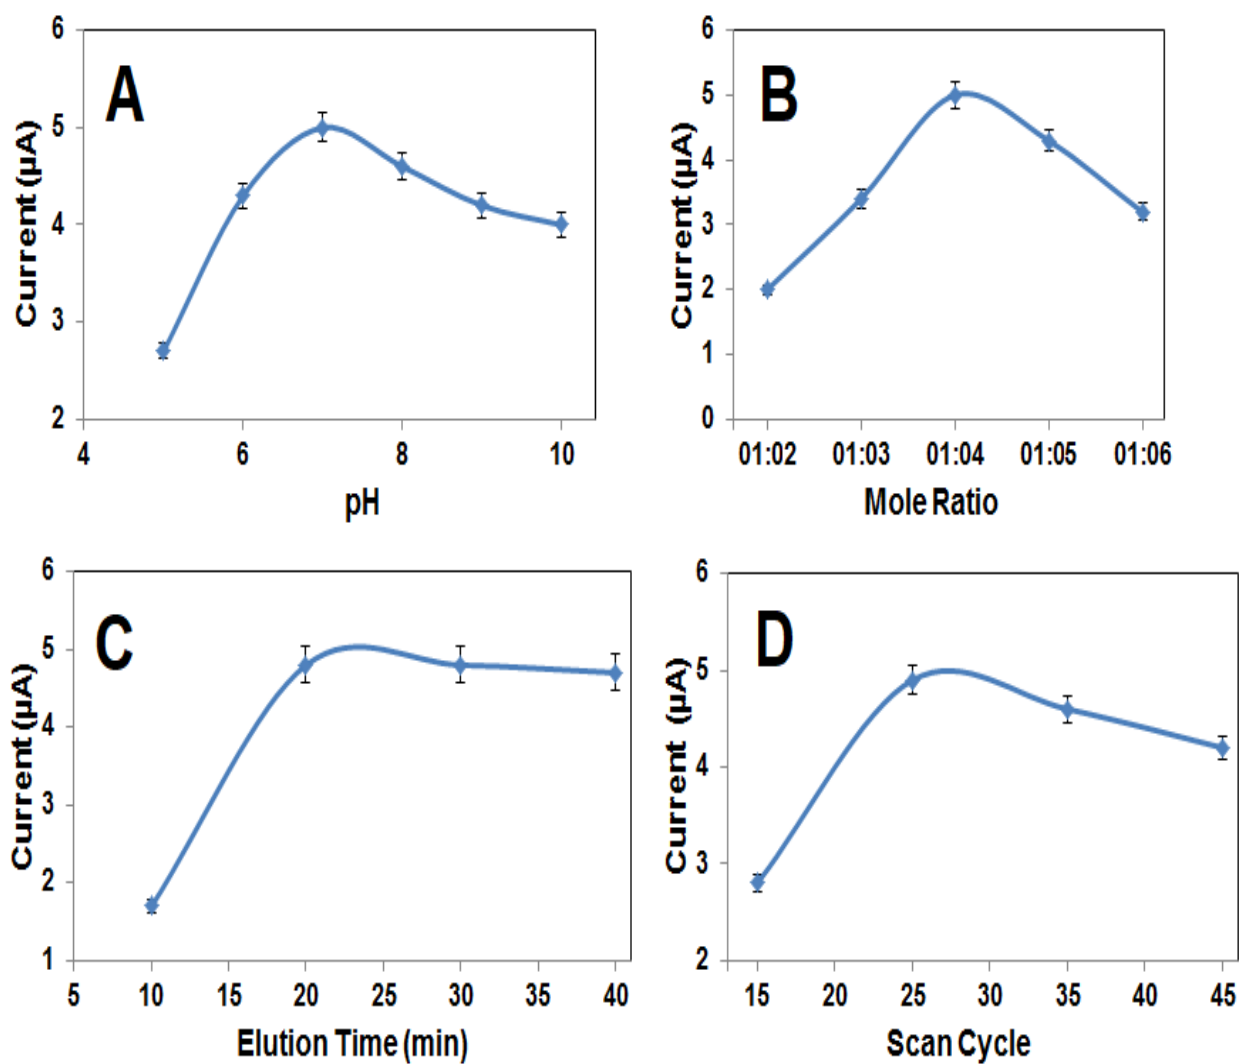 A
Current (µA)
6
5
4
3
2
4 6 8 10
pH
B
Current (µA)
6
5
4
3
2
1
0
01:02 01:03 01:04 01:05 01:06
Mole Ratio
C
Current (µA)
6
5
4
3
2
1
5 10 15 20 25 30 35 40
Elution Time (min)
D
Current (µA)
6
5
4
3
2
15 20 25 30 35 40 45
Scan Cycle